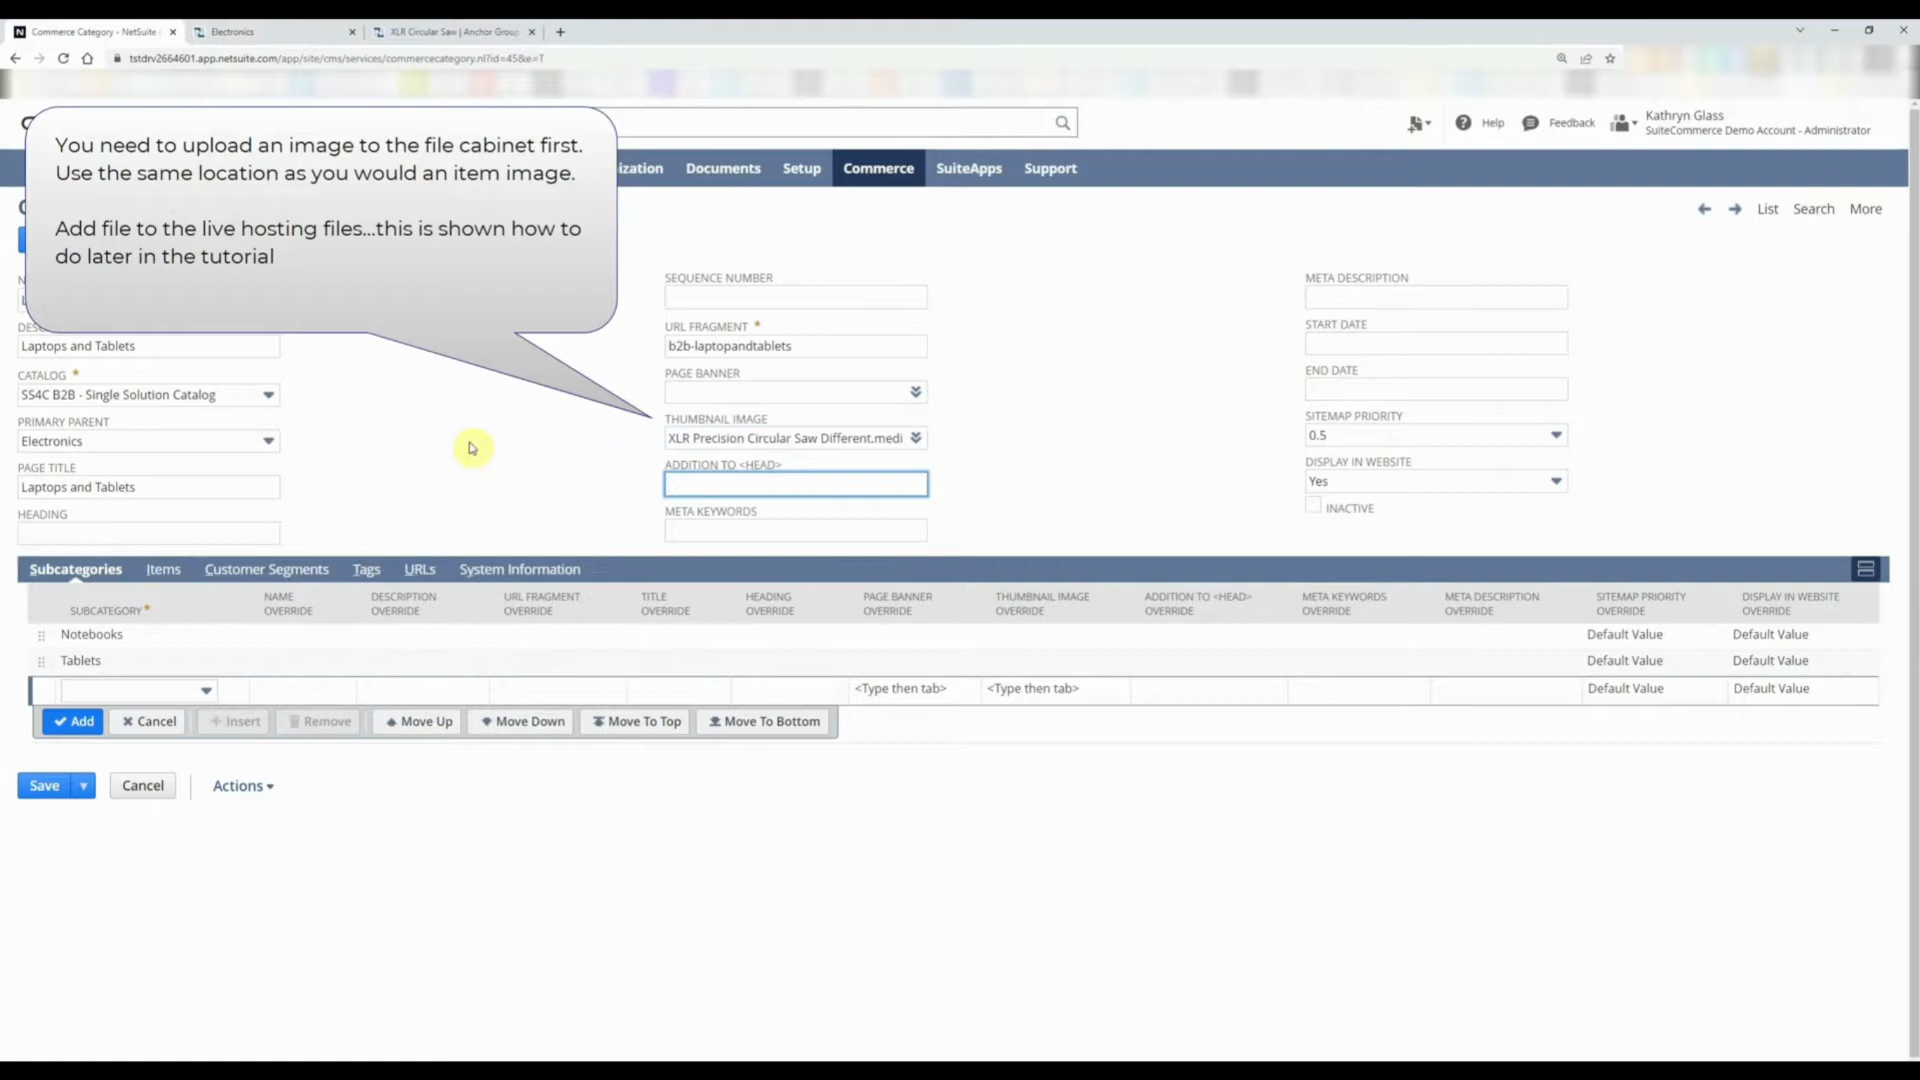 Commerce Category - NetSuite
Electronics
XLR Circular Saw | Anchor Group
tstdrv2664601.app.netsuite.com/app/site/cms/services/commercecategory.nl?id=45&e=T
You need to upload an image to the file cabinet first.
Use the same location as you would an item image.
Add file to the live hosting files...this is shown how to
do later in the tutorial
Help
Feedback
Kathryn Glass
SuiteCommerce Demo Account - Administrator
ization
Documents
Setup
Commerce
SuiteApps
Support
List
Search
More
DES
Laptops and Tablets
CATALOG *
SS4C B2B - Single Solution Catalog
PRIMARY PARENT
Electronics
PAGE TITLE
Laptops and Tablets
HEADING
SEQUENCE NUMBER
URL FRAGMENT *
b2b-laptopandtablets
PAGE BANNER
THUMBNAIL IMAGE
XLR Precision Circular Saw Different.medi
ADDITION TO <HEAD>
META KEYWORDS
META DESCRIPTION
START DATE
END DATE
SITEMAP PRIORITY
0.5
DISPLAY IN WEBSITE
Yes
INACTIVE
Subcategories
Items
Customer Segments
Tags
URLs
System Information
SUBCATEGORY *
NAME
OVERRIDE
DESCRIPTION
OVERRIDE
URL FRAGMENT
OVERRIDE
TITLE
OVERRIDE
HEADING
OVERRIDE
PAGE BANNER
OVERRIDE
THUMBNAIL IMAGE
OVERRIDE
ADDITION TO <HEAD>
OVERRIDE
META KEYWORDS
OVERRIDE
META DESCRIPTION
OVERRIDE
SITEMAP PRIORITY
OVERRIDE
DISPLAY IN WEBSITE
OVERRIDE
Notebooks
Default Value
Default Value
Tablets
Default Value
Default Value
<Type then tab>
<Type then tab>
Default Value
Default Value
Add
Cancel
Insert
Remove
Move Up
Move Down
Move To Top
Move To Bottom
Save
Cancel
Actions